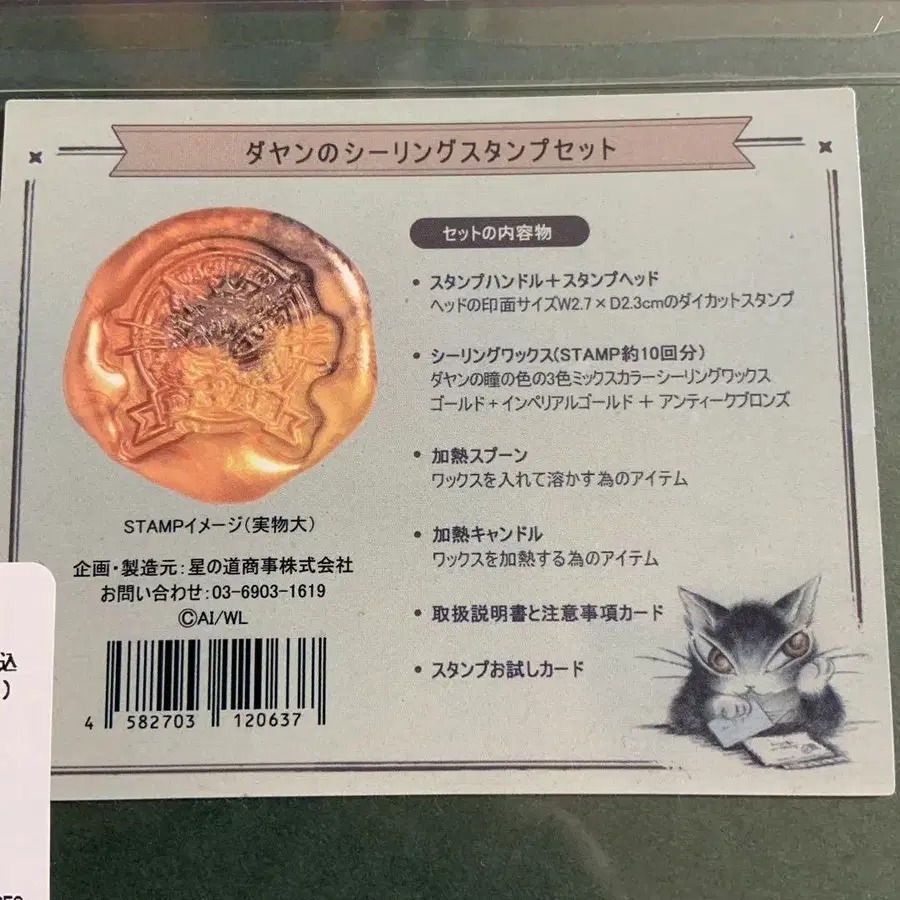 ダヤンのシーリングスタンプセット
セットの内容物
• スタンプハンドル＋スタンプヘッド
ヘッドの印面サイズW2.7×D2.3cmのダイカットスタンプ
• シーリングワックス(STAMP約10回分)
ダヤンの瞳の色の3色ミックスカラーシーリングワックス
ゴールド＋インペリアルゴールド ＋ アンティークブロンズ
• 加熱スプーン
ワックスを入れて溶かす為のアイテム
• 加熱キャンドル
ワックスを加熱する為のアイテム
• 取扱説明書と注意事項カード
• スタンプお試しカード
STAMPイメージ(実物大)
企画・製造元：星の道商事株式会社
お問い合わせ：03-6903-1619
©AI/WL
4 582703 120637
込
)